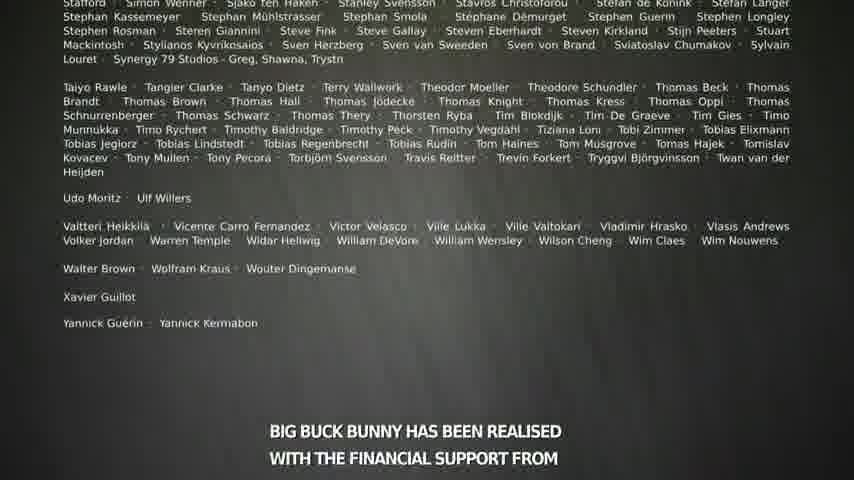 Stafford · Simon Wenner · Sjako ten Haken · Stanley Svensson · Stavros Christoforou · Stefan de Konink · Stefan Langer
Stephan Kassemeyer · Stephan Mühlstrasser · Stephan Smola · Stéphane Démurget · Stephen Guerin · Stephen Longley
Stephen Rosman · Steren Giannini · Steve Fink · Steve Gallay · Steven Eberhardt · Steven Kirkland · Stijn Peeters · Stuart
Mackintosh · Stylianos Kyvrikosaios · Sven Herzberg · Sven van Sweeden · Sven von Brand · Sviatoslav Chumakov · Sylvain
Louret · Synergy 79 Studios - Greg, Shawna, Trystn
Taiyo Rawle · Tangier Clarke · Tanyo Dietz · Terry Wallwork · Theodor Moeller · Theodore Schundler · Thomas Beck · Thomas
Brandt · Thomas Brown · Thomas Hall · Thomas Jödecke · Thomas Knight · Thomas Kress · Thomas Oppl · Thomas
Schnurrenberger · Thomas Schwarz · Thomas Thery · Thorsten Ryba · Tim Blokdijk · Tim De Graeve · Tim Gies · Timo
Munnukka · Timo Rychert · Timothy Baldridge · Timothy Peck · Timothy Vegdahl · Tiziana Loni · Tobi Zimmer · Tobias Elixmann
Tobias Jeglorz · Tobias Lindstedt · Tobias Regenbrecht · Tobias Rudin · Tom Haines · Tom Musgrove · Tomas Hajek · Tomislav
Kovacev · Tony Mullen · Tony Pecora · Torbjörn Svensson · Travis Reitter · Trevin Forkert · Tryggvi Björgvinsson · Twan van der
Heijden
Udo Moritz · Ulf Willers
Valtteri Heikkilä · Vicente Carro Fernandez · Victor Velasco · Ville Lukka · Ville Valtokari · Vladimir Hrasko · Vlasis Andrews
Volker Jordan · Warren Temple · Widar Hellwig · William DeVore · William Wensley · Wilson Cheng · Wim Claes · Wim Nouwens
Walter Brown · Wolfram Kraus · Wouter Dingemanse
Xavier Guillot
Yannick Guérin · Yannick Kermabon
BIG BUCK BUNNY HAS BEEN REALISED
WITH THE FINANCIAL SUPPORT FROM